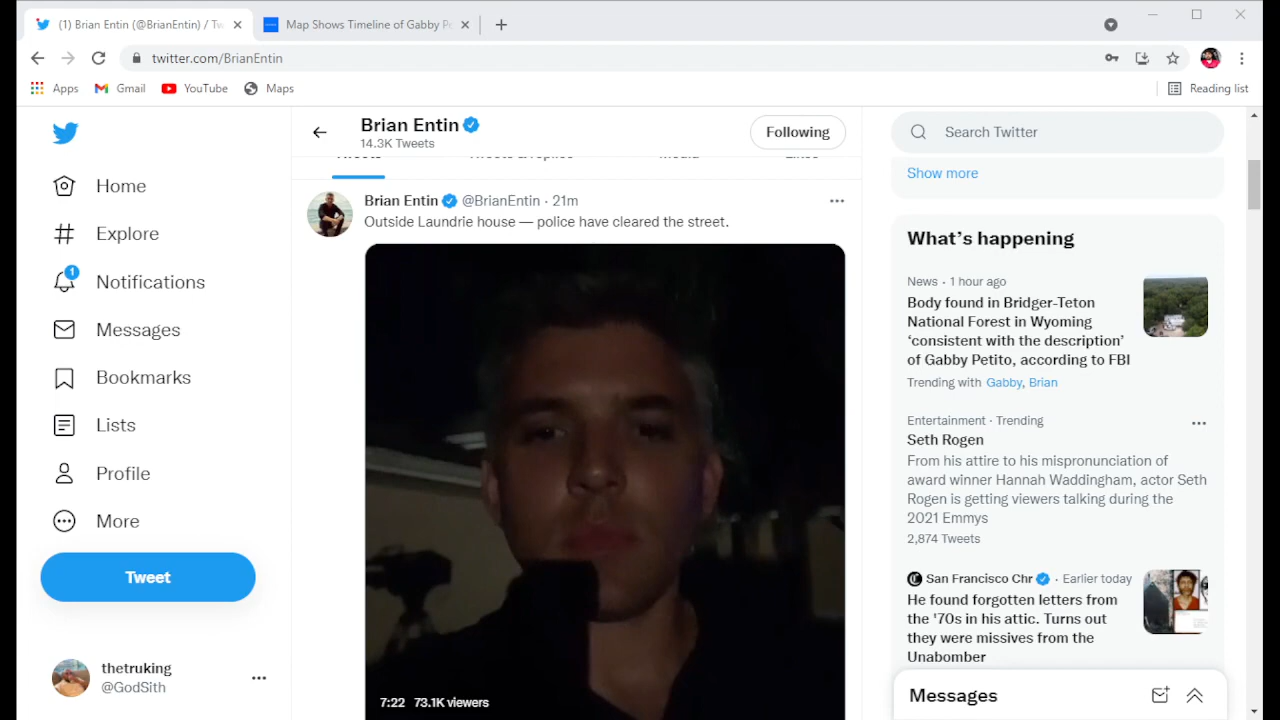 (1) Brian Entin (@BrianEntin) / Tw
Map Shows Timeline of Gabby Pe
twitter.com/BrianEntin
Apps
Gmail
YouTube
Maps
Reading list
Brian Entin
14.3K Tweets
Following
Search Twitter
Tweets
Tweets & replies
Media
Likes
Show more
Home
Explore
1
Notifications
Messages
Bookmarks
Lists
Profile
More
Tweet
thetruking
@GodSith
Brian Entin @BrianEntin · 21m
Outside Laundrie house — police have cleared the street.
7:22 73.1K viewers
What’s happening
News · 1 hour ago
Body found in Bridger-Teton
National Forest in Wyoming
‘consistent with the description’
of Gabby Petito, according to FBI
Trending with Gabby, Brian
Entertainment · Trending
Seth Rogen
From his attire to his mispronunciation of
award winner Hannah Waddingham, actor Seth
Rogen is getting viewers talking during the
2021 Emmys
2,874 Tweets
San Francisco Chr · Earlier today
He found forgotten letters from
the '70s in his attic. Turns out
they were missives from the
Unabomber
Messages